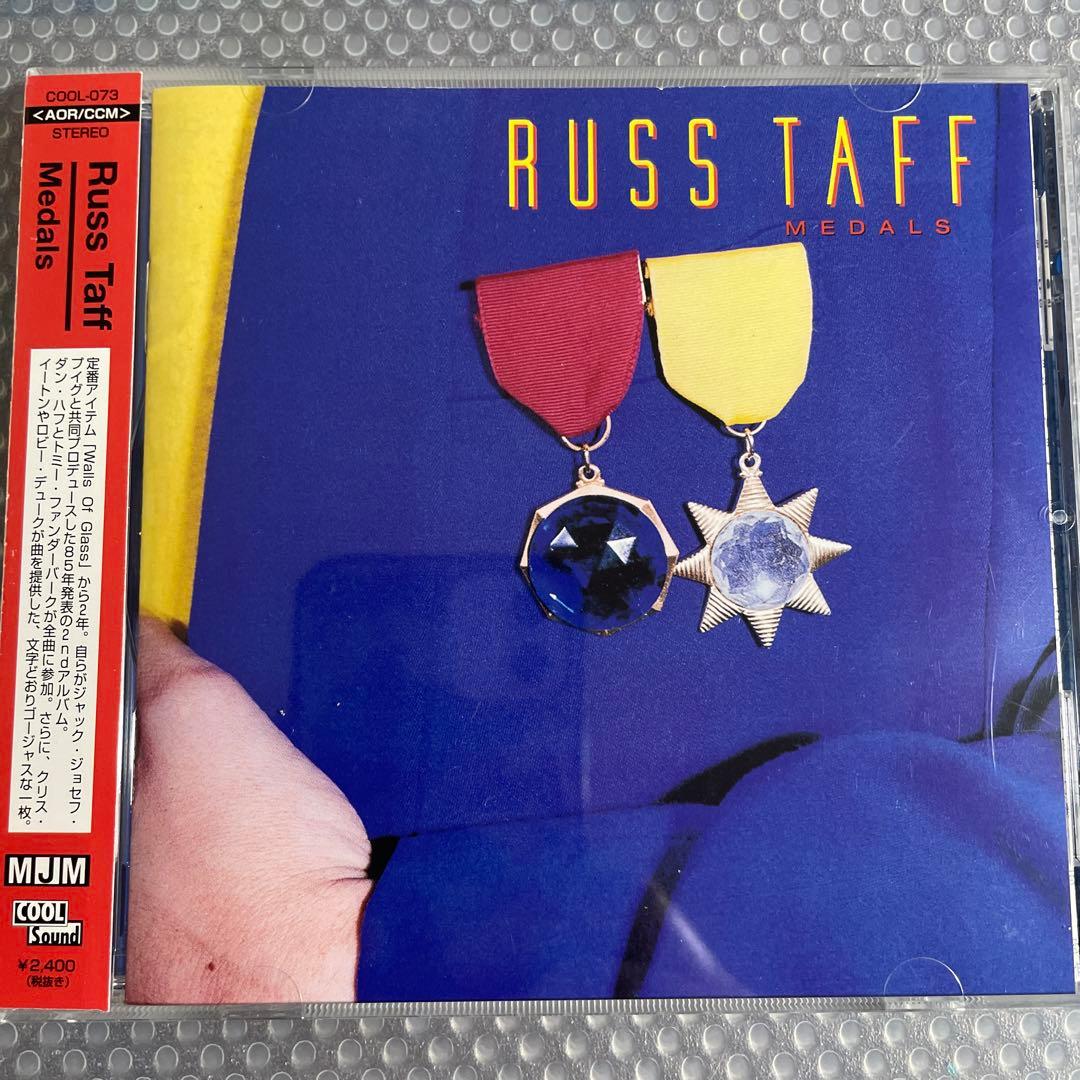 COOL-073
<AOR/CCM>
STEREO
Russ Taff
Medals
定番アイテム「Walls Of Glass」から2年。自らがジャック・ジョセフ・
プイグと共同プロデュースした85年発表の2ndアルバム。
ダン・ハフとトミー・ファンダーバークが全曲に参加。さらに、クリス・
イートンやロビー・デュークが曲を提供した、文字どおりゴージャスな一枚。
MJM
COOL
Sound
¥2,400
(税抜き)
RUSS TAFF
MEDALS